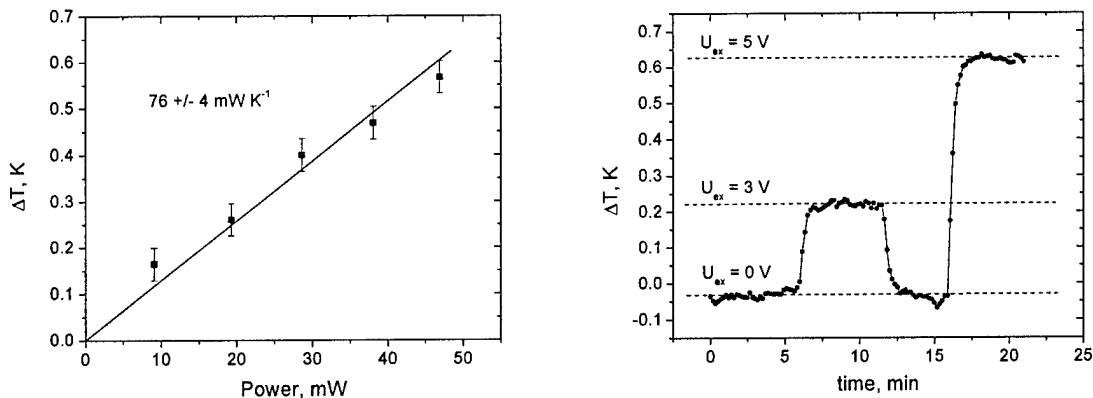 0.7
0.6
0.5
0.4
0.3
0.2
0.1
0.0
ΔT, K
76 +/- 4 mW K⁻¹
0 10 20 30 40 50
Power, mW
0.7
0.6
0.5
0.4
0.3
0.2
0.1
0.0
-0.1
ΔT, K
U_ex = 5 V
U_ex = 3 V
U_ex = 0 V
0 5 10 15 20 25
time, min